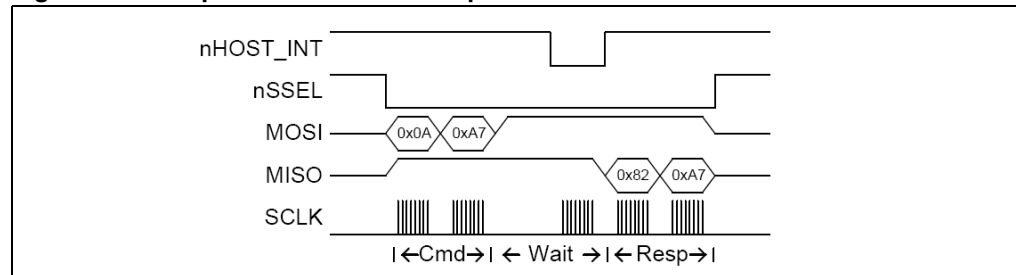 nHOST_INT
nSSEL
MOSI 0x0A 0xA7
MISO 0x82 0xA7
SCLK
|←Cmd→| ← Wait →|←Resp→|